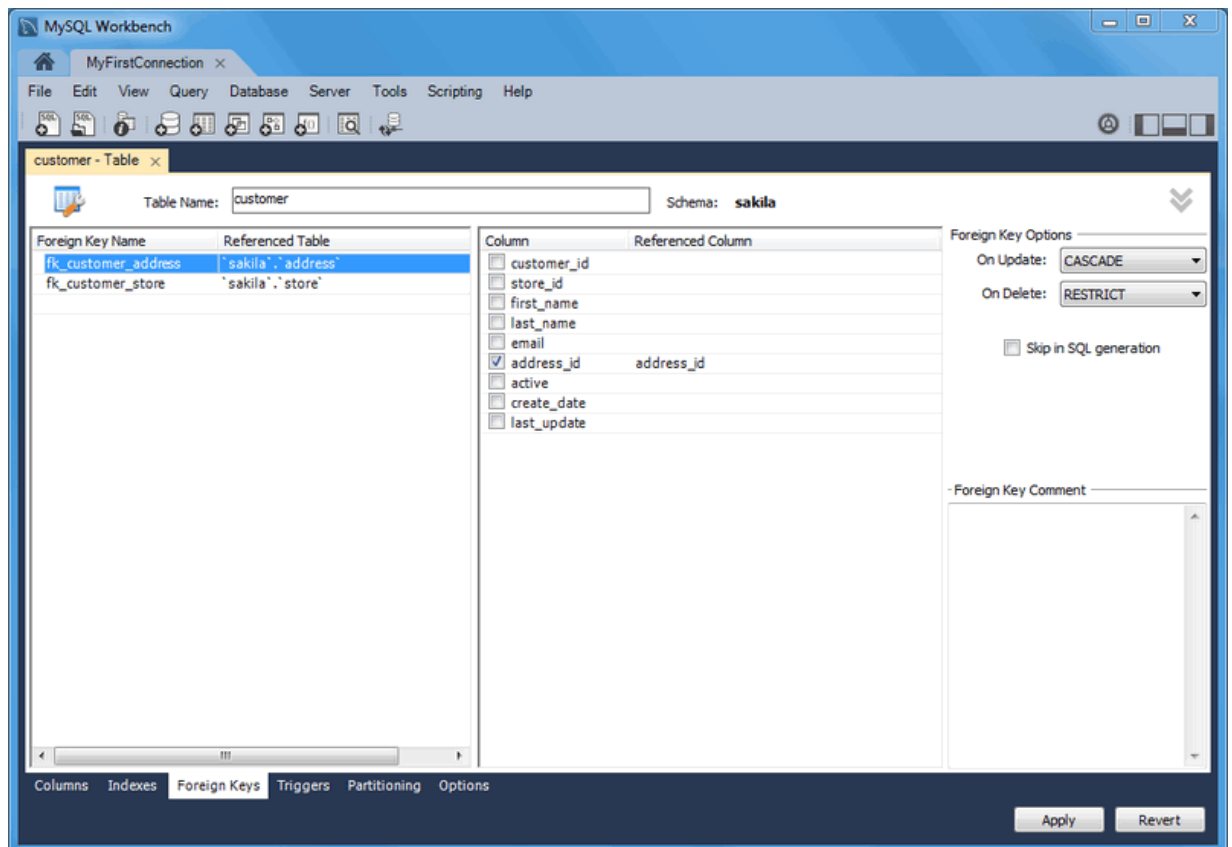 MySQL Workbench
MyFirstConnection
File Edit View Query Database Server Tools Scripting Help
customer - Table
Table Name: customer Schema: sakila
Foreign Key Name Referenced Table
fk_customer_address `sakila`.`address`
fk_customer_store `sakila`.`store`
Column Referenced Column
customer_id
store_id
first_name
last_name
email
address_id address_id
active
create_date
last_update
Foreign Key Options
On Update: CASCADE
On Delete: RESTRICT
Skip in SQL generation
Foreign Key Comment
Columns Indexes Foreign Keys Triggers Partitioning Options
Apply Revert